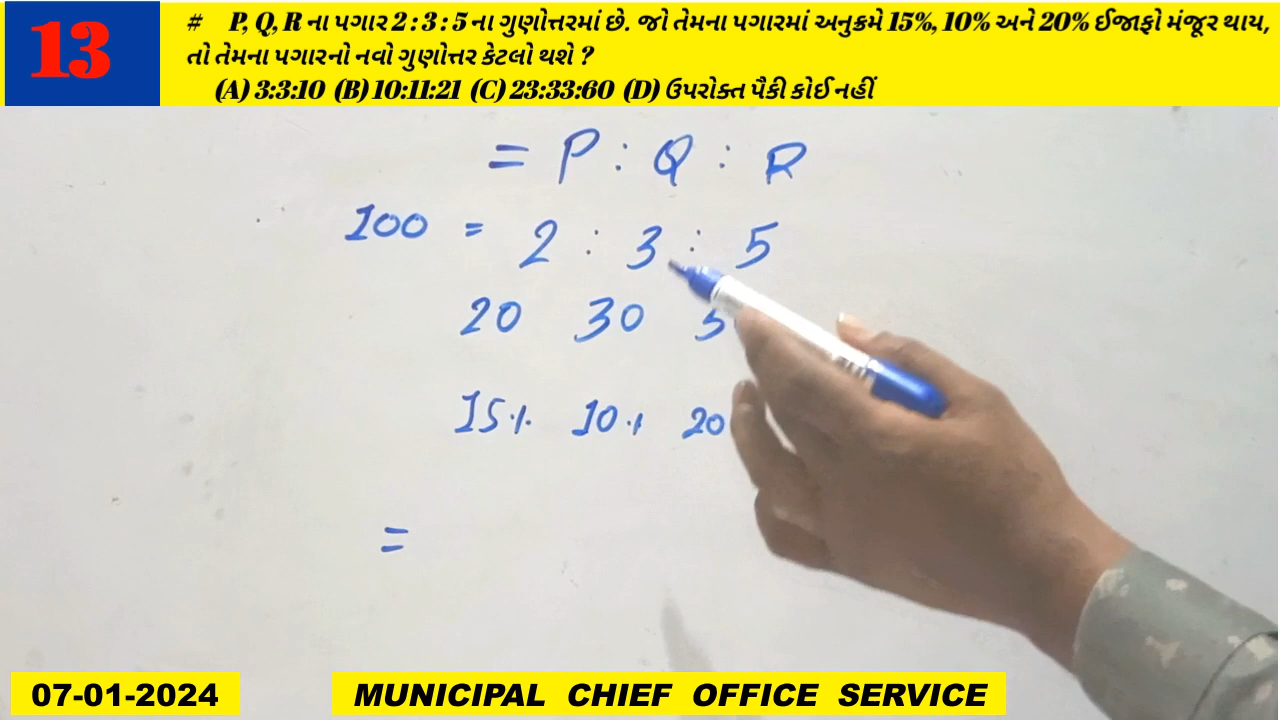 13
# P, Q, R ના પગાર 2 : 3 : 5 ના ગુણોત્તરમાં છે. જો તેમના પગારમાં અનુક્રમે 15%, 10% અને 20% ઈજાફો મંજૂર થાય,
તો તેમના પગારનો નવો ગુણોત્તર કેટલો થશે ?
(A) 3:3:10 (B) 10:11:21 (C) 23:33:60 (D) ઉપરોક્ત પૈકી કોઈ નહીં
= P : Q : R
100 = 2 : 3 : 5
20 30 5
15% 10% 20
=
07-01-2024
MUNICIPAL CHIEF OFFICE SERVICE